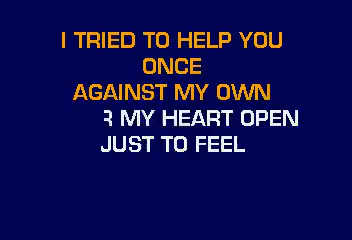 I TRIED TO HELP YOU
ONCE
AGAINST MY OWN
MY HEART OPEN
JUST TO FEEL